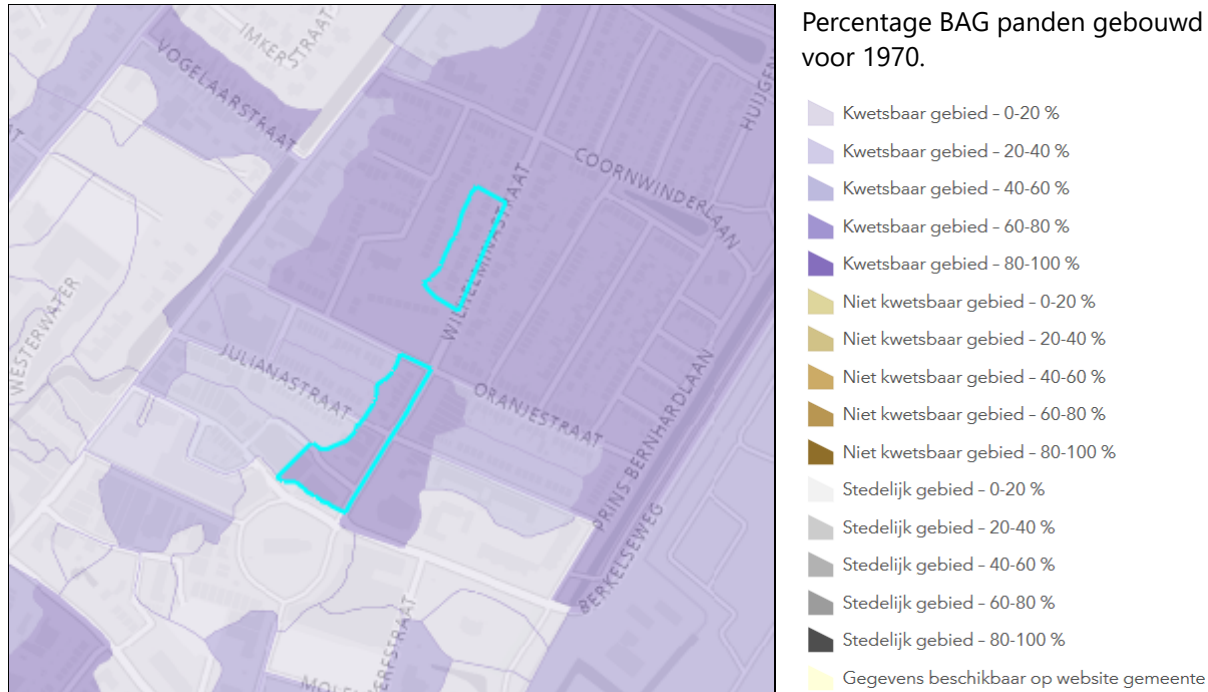 Percentage BAG panden gebouwd
voor 1970.
Kwetsbaar gebied - 0-20 %
Kwetsbaar gebied - 20-40 %
Kwetsbaar gebied - 40-60 %
Kwetsbaar gebied - 60-80 %
Kwetsbaar gebied - 80-100 %
Niet kwetsbaar gebied - 0-20 %
Niet kwetsbaar gebied - 20-40 %
Niet kwetsbaar gebied - 40-60 %
Niet kwetsbaar gebied - 60-80 %
Niet kwetsbaar gebied - 80-100 %
Stedelijk gebied - 0-20 %
Stedelijk gebied - 20-40 %
Stedelijk gebied - 40-60 %
Stedelijk gebied - 60-80 %
Stedelijk gebied - 80-100 %
Gegevens beschikbaar op website gemeente
IMKERSTRAAT
VOGELAARSTRAAT
AT
HUIJGEN
COORNWINDERLAAN
WILHELMINASTRAAT
WESTERWATER
JULIANASTRAAT
ORANJESTRAAT
PRINS BERNHARDLAAN
BERKELSEWEG